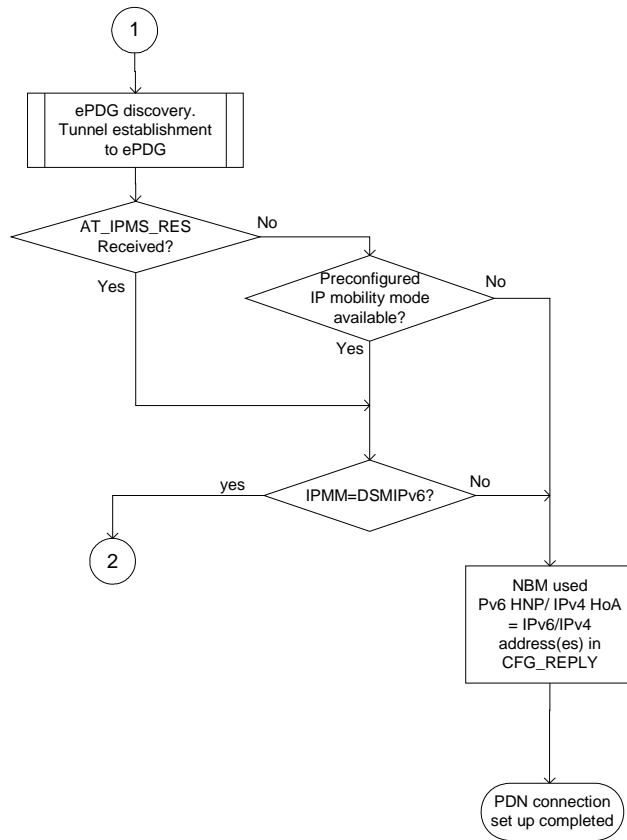 1
ePDG discovery.
Tunnel establishment
to ePDG
AT_IPMS_RES
Received?
No
Yes
Preconfigured
IP mobility mode
available?
No
Yes
IPMM=DSMIPv6?
yes
No
2
NBM used
Pv6 HNP/ IPv4 HoA
= IPv6/IPv4
address(es) in
CFG_REPLY
PDN connection
set up completed